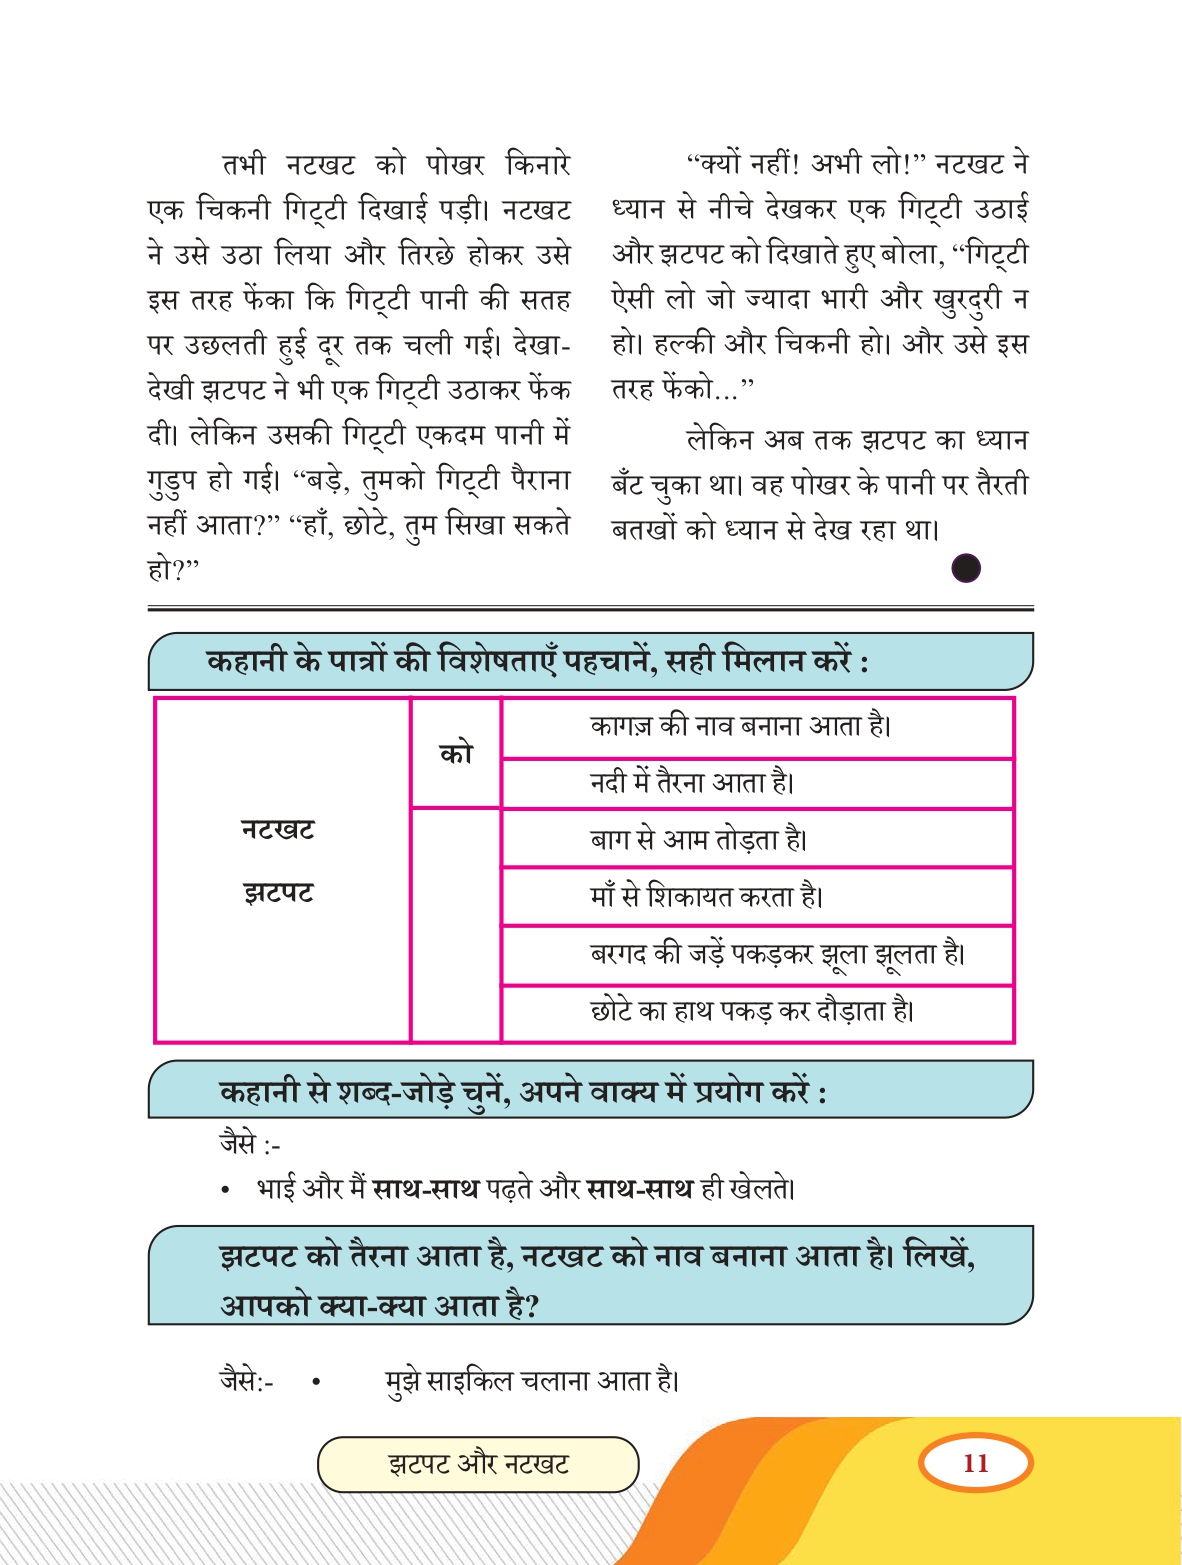 तभी नटखट को पोखर किनारे
एक चिकनी गिट्टी दिखाई पड़ी। नटखट
ने उसे उठा लिया और तिरछे होकर उसे
इस तरह फेंका कि गिट्टी पानी की सतह
पर उछलती हुई दूर तक चली गई। देखा-
देखी झटपट ने भी एक गिट्टी उठाकर फेंक
दी। लेकिन उसकी गिट्टी एकदम पानी में
गुडुप हो गई। “बड़े, तुमको गिट्टी पैराना
नहीं आता?” “हाँ, छोटे, तुम सिखा सकते
हो?”
“क्यों नहीं! अभी लो!” नटखट ने
ध्यान से नीचे देखकर एक गिट्टी उठाई
और झटपट को दिखाते हुए बोला, “गिट्टी
ऐसी लो जो ज्यादा भारी और खुरदुरी न
हो। हल्की और चिकनी हो। और उसे इस
तरह फेंको...”
लेकिन अब तक झटपट का ध्यान
बँट चुका था। वह पोखर के पानी पर तैरती
बतखों को ध्यान से देख रहा था।
कहानी के पात्रों की विशेषताएँ पहचानें, सही मिलान करें :
नटखट
झटपट
को
कागज़ की नाव बनाना आता है।
नदी में तैरना आता है।
बाग से आम तोड़ता है।
माँ से शिकायत करता है।
बरगद की जड़ें पकड़कर झूला झूलता है।
छोटे का हाथ पकड़ कर दौड़ाता है।
कहानी से शब्द-जोड़े चुनें, अपने वाक्य में प्रयोग करें :
जैसे :-
• भाई और मैं साथ-साथ पढ़ते और साथ-साथ ही खेलते।
झटपट को तैरना आता है, नटखट को नाव बनाना आता है। लिखें,
आपको क्या-क्या आता है?
जैसे:- • मुझे साइकिल चलाना आता है।
झटपट और नटखट
11